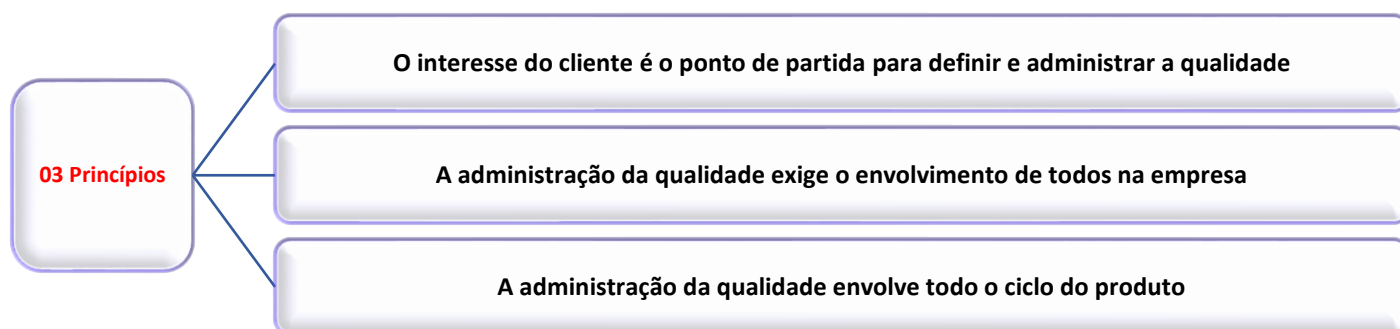 03 Princípios
O interesse do cliente é o ponto de partida para definir e administrar a qualidade
A administração da qualidade exige o envolvimento de todos na empresa
A administração da qualidade envolve todo o ciclo do produto